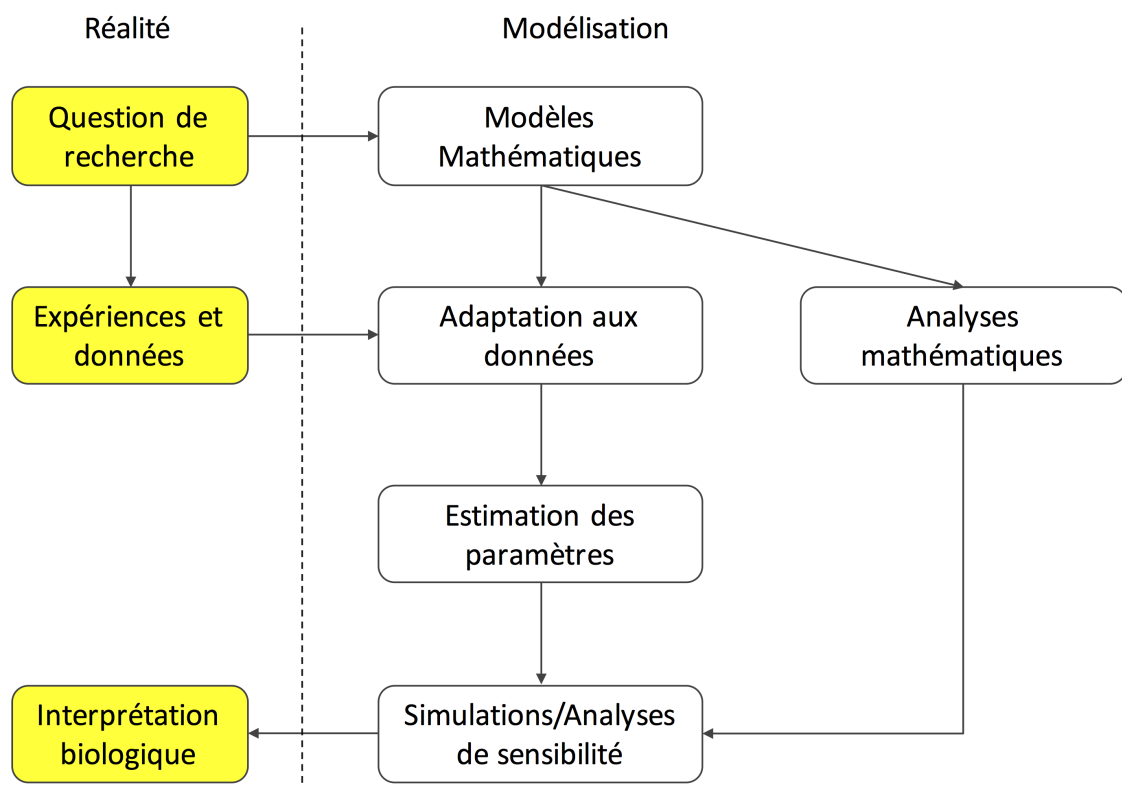 Réalité
Modélisation
Question de
recherche
Modèles
Mathématiques
Expériences et
données
Adaptation aux
données
Analyses
mathématiques
Estimation des
paramètres
Interprétation
biologique
Simulations/Analyses
de sensibilité